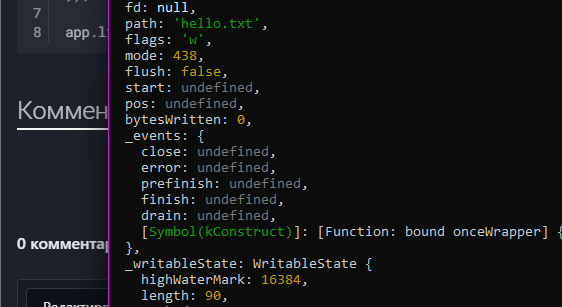 7
8 app.l
Коммен
0 комментар
fd: null,
path: 'hello.txt',
flags: 'w',
mode: 438,
flush: false,
start: undefined,
pos: undefined,
bytesWritten: 0,
_events: {
close: undefined,
error: undefined,
prefinish: undefined,
finish: undefined,
drain: undefined,
[Symbol(kConstruct)]: [Function: bound onceWrapper] {
},
_writableState: WritableState {
highWaterMark: 16384,
length: 90,